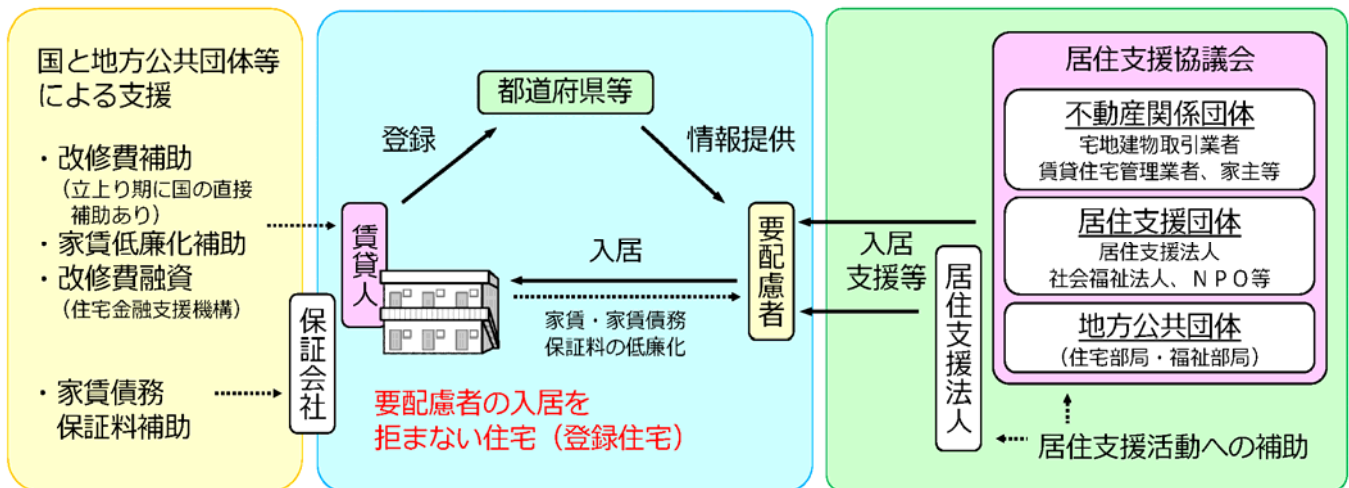 国と地方公共団体等
による支援
・改修費補助
（立上り期に国の直接
補助あり）
・家賃低廉化補助
・改修費融資
（住宅金融支援機構）
・家賃債務
保証料補助
保証会社
都道府県等
登録
情報提供
賃貸人
入居
要配慮者
家賃・家賃債務
保証料の低廉化
要配慮者の入居を
拒まない住宅（登録住宅）
入居
支援等
居住支援法人
居住支援協議会
不動産関係団体
宅地建物取引業者
賃貸住宅管理業者、家主等
居住支援団体
居住支援法人
社会福祉法人、ＮＰＯ等
地方公共団体
（住宅部局・福祉部局）
居住支援活動への補助